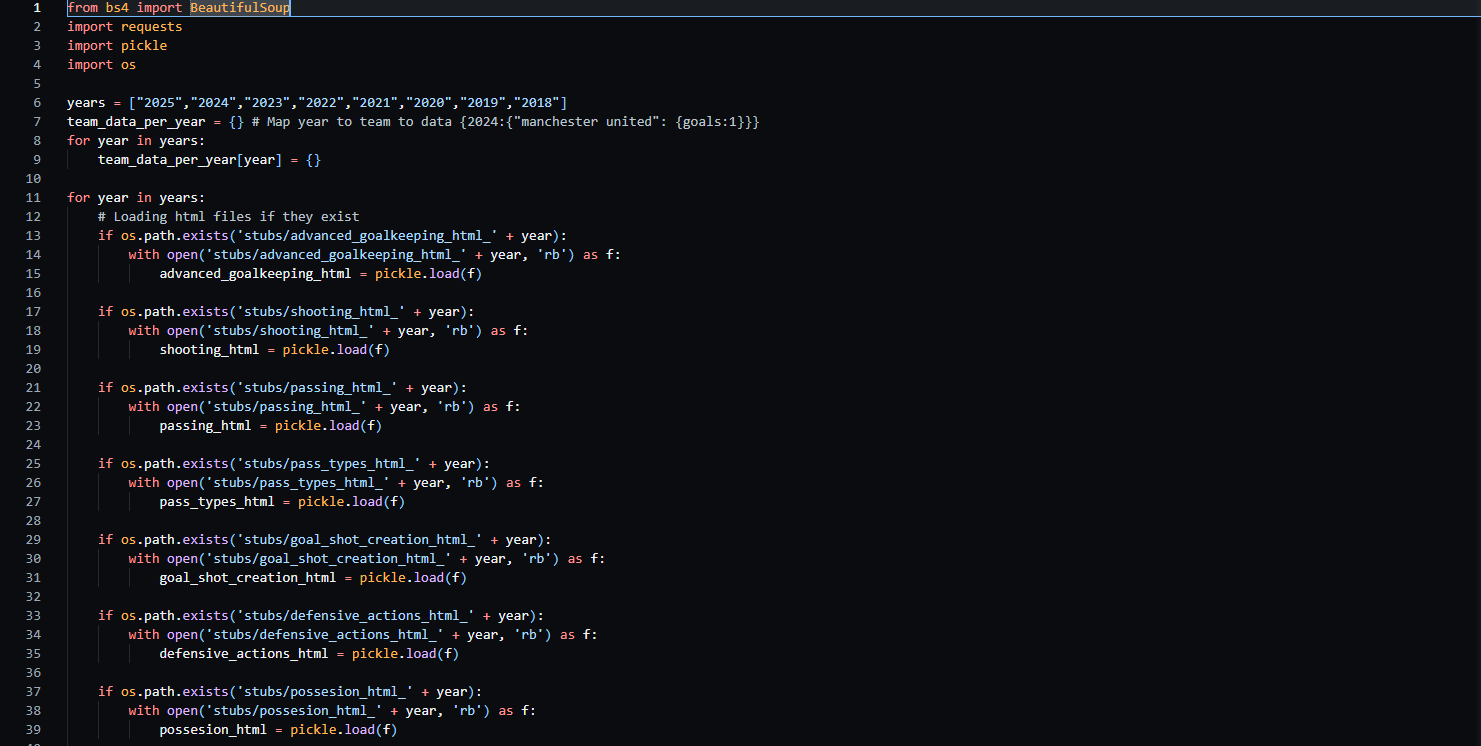 1 from bs4 import BeautifulSoup
2 import requests
3 import pickle
4 import os
5
6 years = ["2025","2024","2023","2022","2021","2020","2019","2018"]
7 team_data_per_year = {} # Map year to team to data {2024:{"manchester united": {goals:1}}}
8 for year in years:
9     team_data_per_year[year] = {}
10
11 for year in years:
12     # Loading html files if they exist
13     if os.path.exists('stubs/advanced_goalkeeping_html_' + year):
14         with open('stubs/advanced_goalkeeping_html_' + year, 'rb') as f:
15             advanced_goalkeeping_html = pickle.load(f)
16
17     if os.path.exists('stubs/shooting_html_' + year):
18         with open('stubs/shooting_html_' + year, 'rb') as f:
19             shooting_html = pickle.load(f)
20
21     if os.path.exists('stubs/passing_html_' + year):
22         with open('stubs/passing_html_' + year, 'rb') as f:
23             passing_html = pickle.load(f)
24
25     if os.path.exists('stubs/pass_types_html_' + year):
26         with open('stubs/pass_types_html_' + year, 'rb') as f:
27             pass_types_html = pickle.load(f)
28
29     if os.path.exists('stubs/goal_shot_creation_html_' + year):
30         with open('stubs/goal_shot_creation_html_' + year, 'rb') as f:
31             goal_shot_creation_html = pickle.load(f)
32
33     if os.path.exists('stubs/defensive_actions_html_' + year):
34         with open('stubs/defensive_actions_html_' + year, 'rb') as f:
35             defensive_actions_html = pickle.load(f)
36
37     if os.path.exists('stubs/possesion_html_' + year):
38         with open('stubs/possesion_html_' + year, 'rb') as f:
39             possesion_html = pickle.load(f)